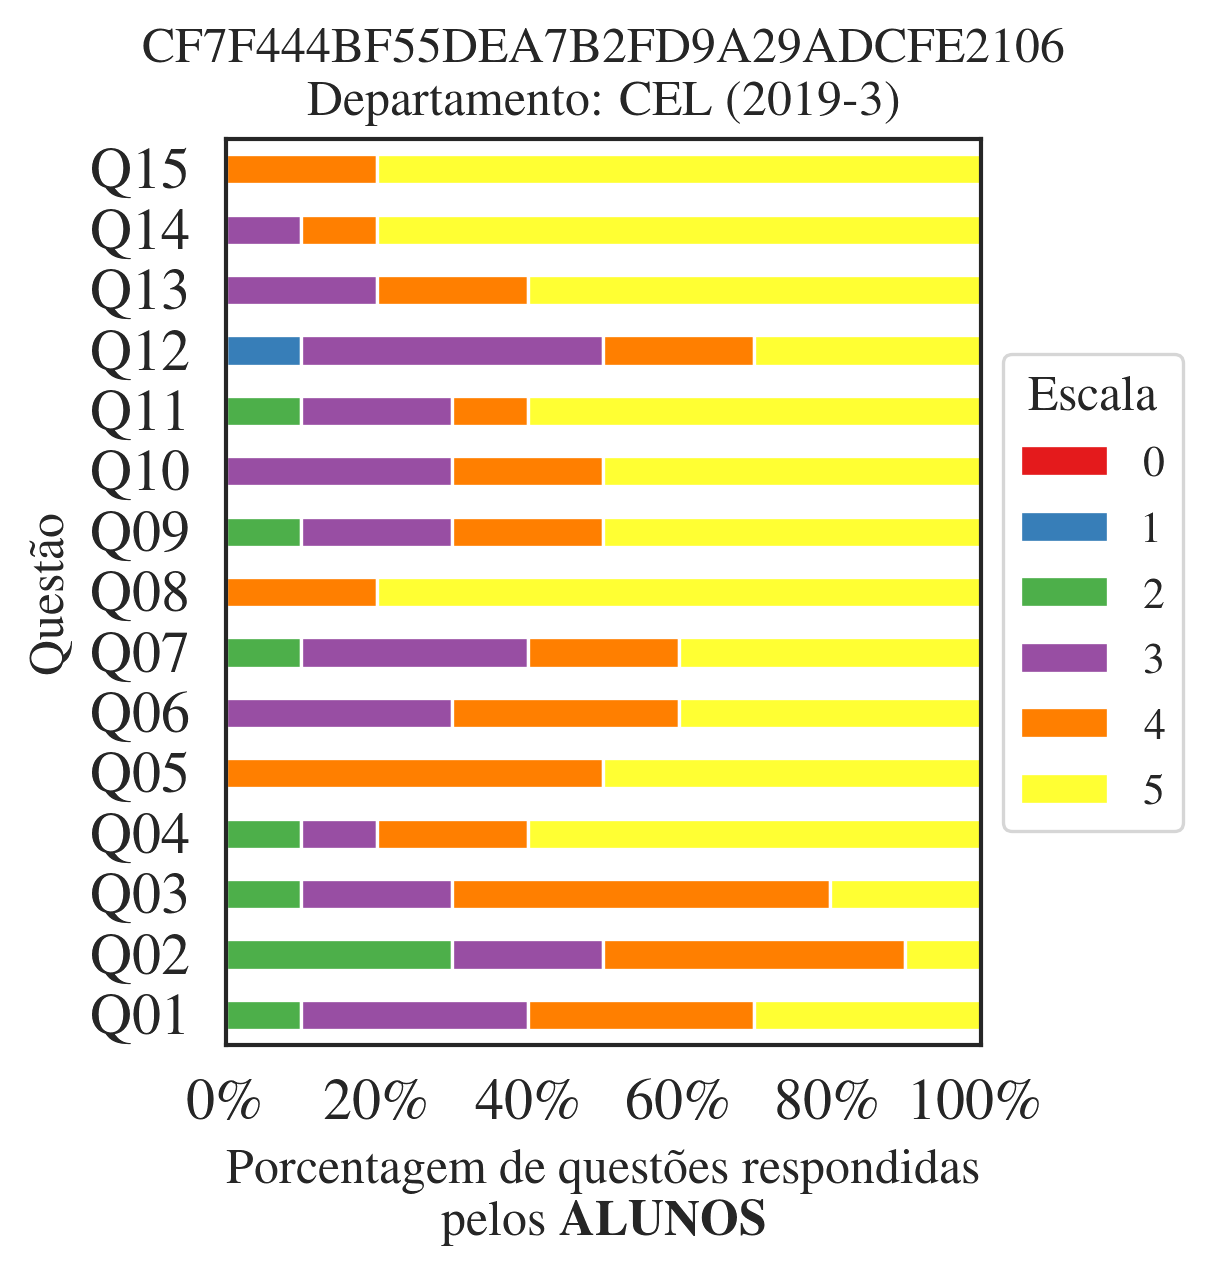 CF7F444BF55DEA7B2FD9A29ADCFE2106
Departamento: CEL (2019-3)
Q15
Q14
Q13
Q12
Q11
Q10
Q09
Q08
Q07
Q06
Q05
Q04
Q03
Q02
Q01
Questão
0% 20% 40% 60% 80% 100%
Porcentagem de questões respondidas
pelos ALUNOS
Escala
0
1
2
3
4
5